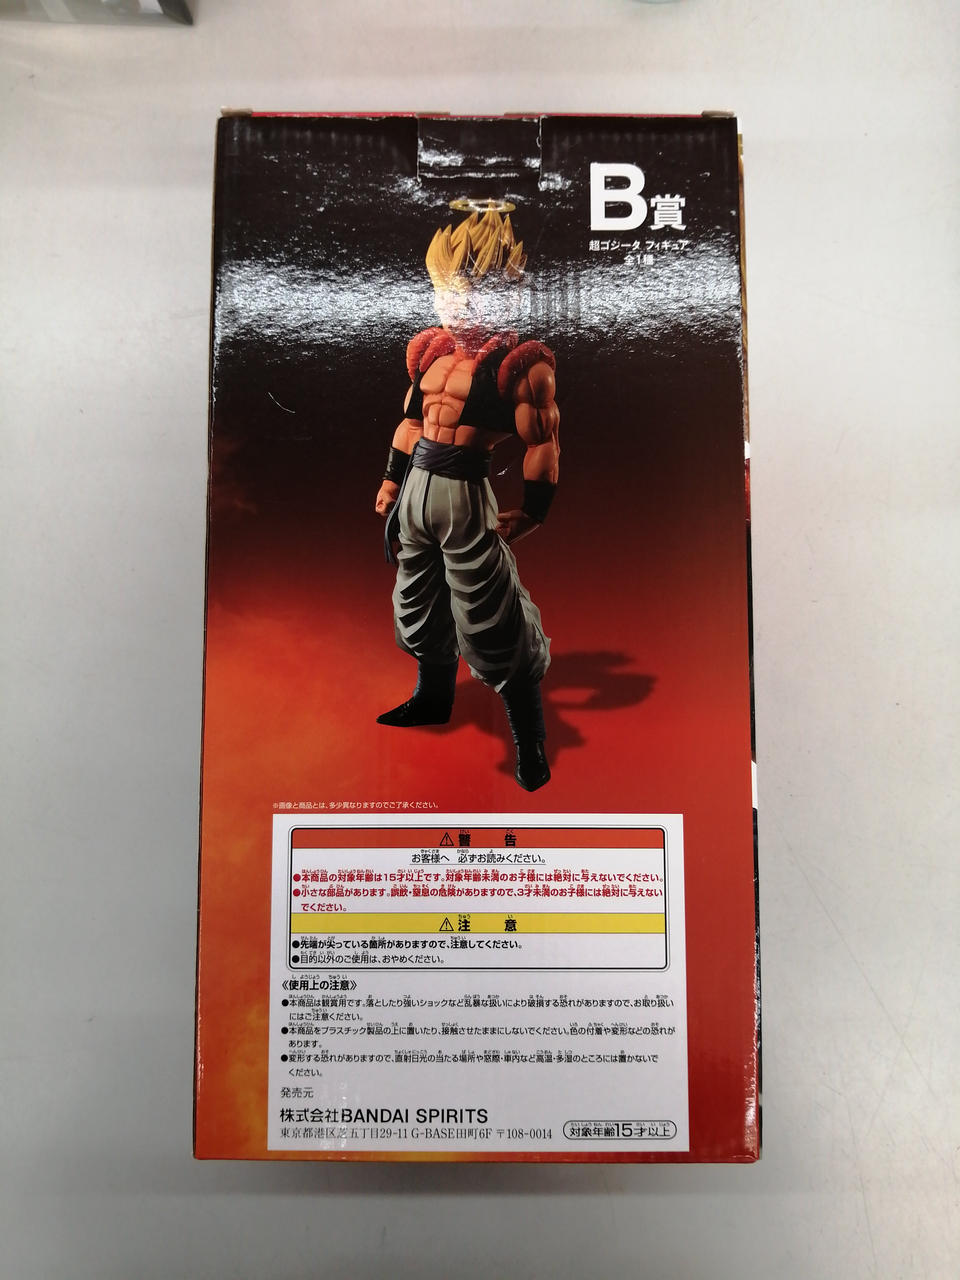 B賞
超ゴジータ フィギュア
全1種
※画像と商品とは、多少異なりますのでご了承ください。
⚠警告
お客様へ 必ずお読みください。
●本商品の対象年齢は15才以上です。対象年齢未満のお子様には絶対に与えないでください。
●小さな部品があります。誤飲・窒息の危険がありますので、3才未満のお子様には絶対に与えない
でください。
⚠注意
●先端が尖っている箇所がありますので、注意してください。
●目的以外のご使用は、おやめください。
《使用上の注意》
●本商品は観賞用です。落としたり強いショックなど乱暴な扱いにより破損する恐れがありますので、お取り扱い
にはご注意ください。
●本商品をプラスチック製品の上に置いたり、接触させたままにしないでください。色の付着や変形などの恐れが
あります。
●変形する恐れがありますので、直射日光の当たる場所や窓際・車内など高温・多湿のところには置かないで
ください。
発売元
株式会社BANDAI SPIRITS
東京都港区芝五丁目29-11 G-BASE田町6F 〒108-0014
対象年齢15才以上